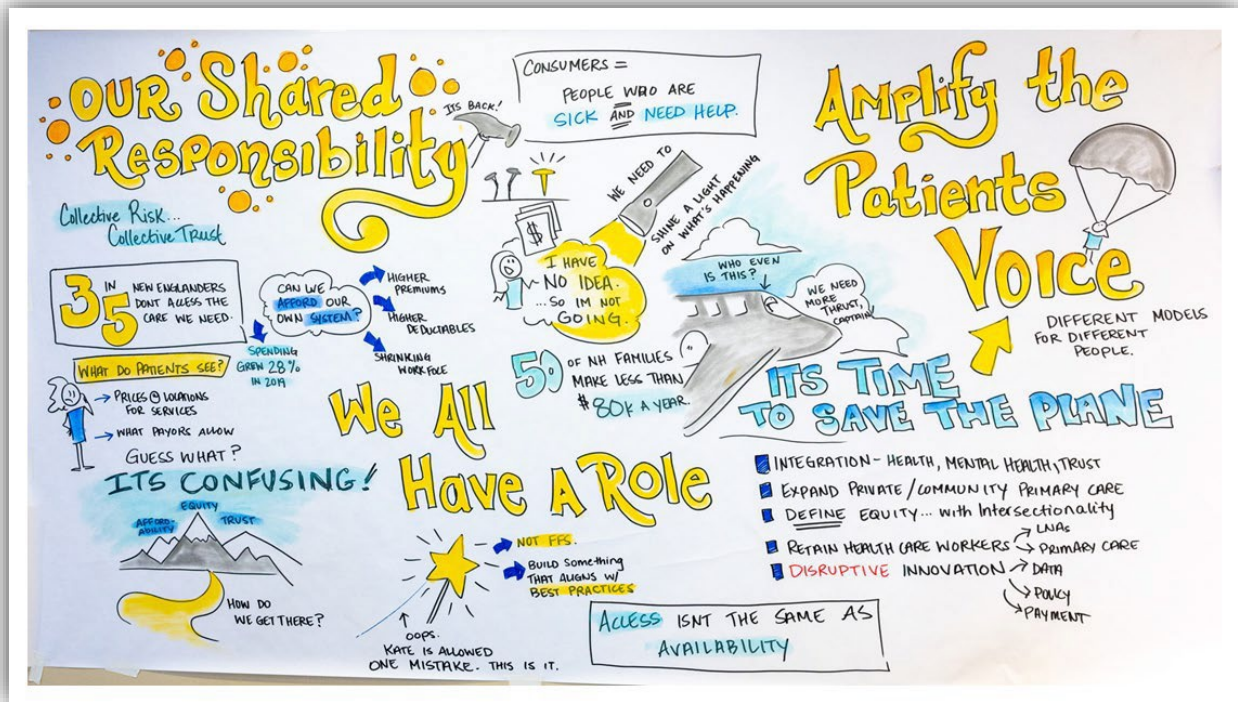 OUR Shared
Responsibility
ITS BACK!
Collective Risk...
Collective Trust
3 IN 5
NEW ENGLANDERS
DONT ACCESS THE
CARE WE NEED.
CAN WE
AFFORD OUR
OWN SYSTEM?
HIGHER
PREMIUMS
HIGHER
DEDUCTABLES
SHRINKING
WORKFOLE
SPENDING
GREW 28%
IN 2019
WHAT DO PATIENTS SEE?
PRICES @ LOCATIONS
FOR SERVICES
WHAT PAYORS ALLOW
GUESS WHAT?
ITS CONFUSING!
AFFORD-
ABILITY
EQUITY
TRUST
HOW DO
WE GET THERE?
CONSUMERS =
PEOPLE WHO ARE
SICK AND NEED HELP.
WE NEED TO
SHINE A LIGHT
ON WHAT'S HAPPENING
$
I HAVE
NO IDEA.
...SO IM NOT
GOING.
50
OF NH FAMILIES
MAKE LESS THAN
$80K A YEAR.
We All
Have A Role
NOT FFS.
BUILD Something
THAT ALIGNS W/
BEST PRACTICES
OOPS.
KATE IS ALLOWED
ONE MISTAKE. THIS IS IT.
ACCESS ISNT THE SAME AS
AVAILABILITY
AMplify the
Patients
Voice
DIFFERENT MODELS
FOR DIFFERENT
PEOPLE.
WHO EVEN
IS THIS?
WE NEED
MORE
THRUST,
CAPTAIN
ITS TIME
TO SAVE THE PLANE
INTEGRATION - HEALTH, MENTAL HEALTH, TRUST
EXPAND PRIVATE/COMMUNITY PRIMARY CARE
DEFINE EQUITY... with Intersectionality
RETAIN HEALTH CARE WORKERS
LNAs
PRIMARY CARE
DISRUPTIVE INNOVATION
DATA
POLICY
PAYMENT